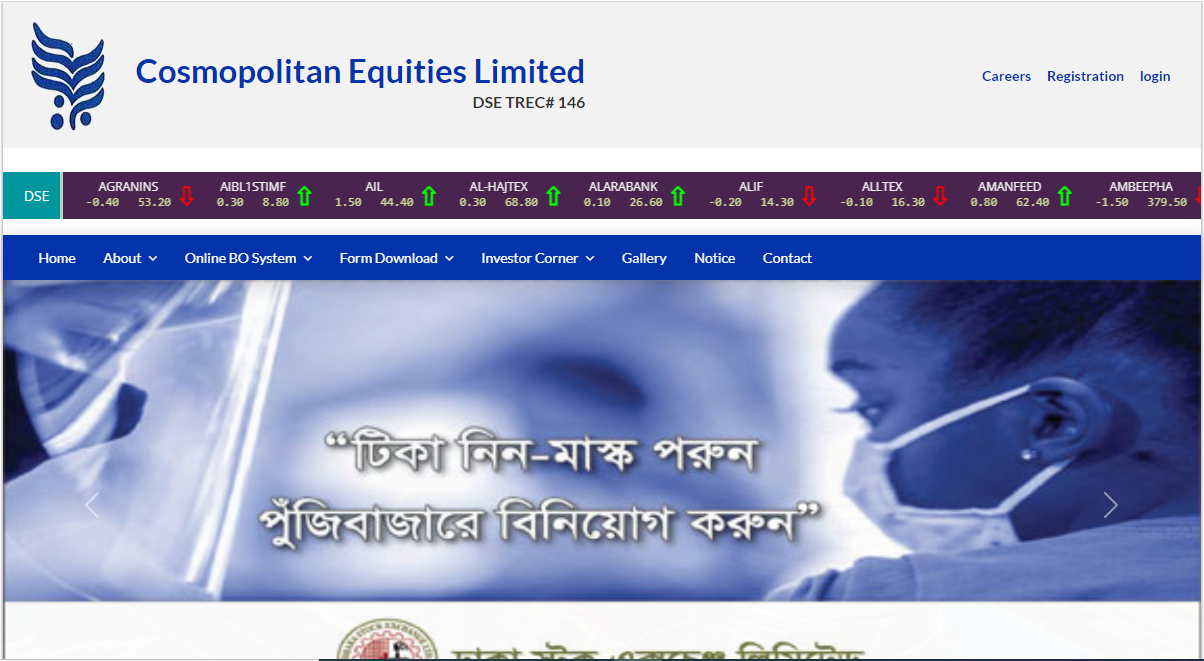 Cosmopolitan Equities Limited
DSE TREC# 146
Careers Registration login
DSE
AGRANINS AIBL1STIMF AIL AL-HAJTEX ALARABANK ALIF ALLTEX AMANFEED AMBEEPHA
-0.40 53.20 0.30 8.80 1.50 44.40 0.30 68.80 0.10 26.60 -0.20 14.30 -0.10 16.30 0.80 62.40 -1.50 379.50
Home About Online BO System Form Download Investor Corner Gallery Notice Contact
“টিকা নিন-মাস্ক পরুন
পুঁজিবাজারে বিনিয়োগ করুন”
ঢাকা স্টক এক্সচেঞ্জ লিমিটেড